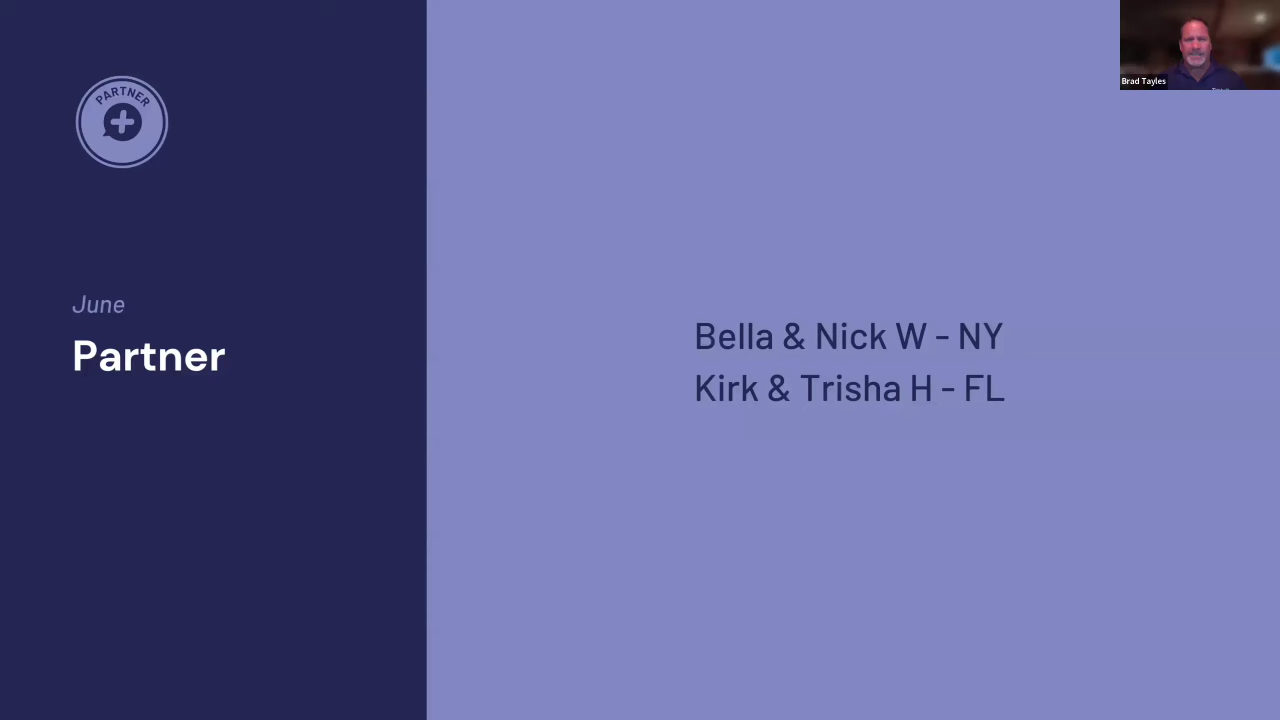 PARTNER
June
Partner
Bella & Nick W - NY
Kirk & Trisha H - FL
Brad Tayles